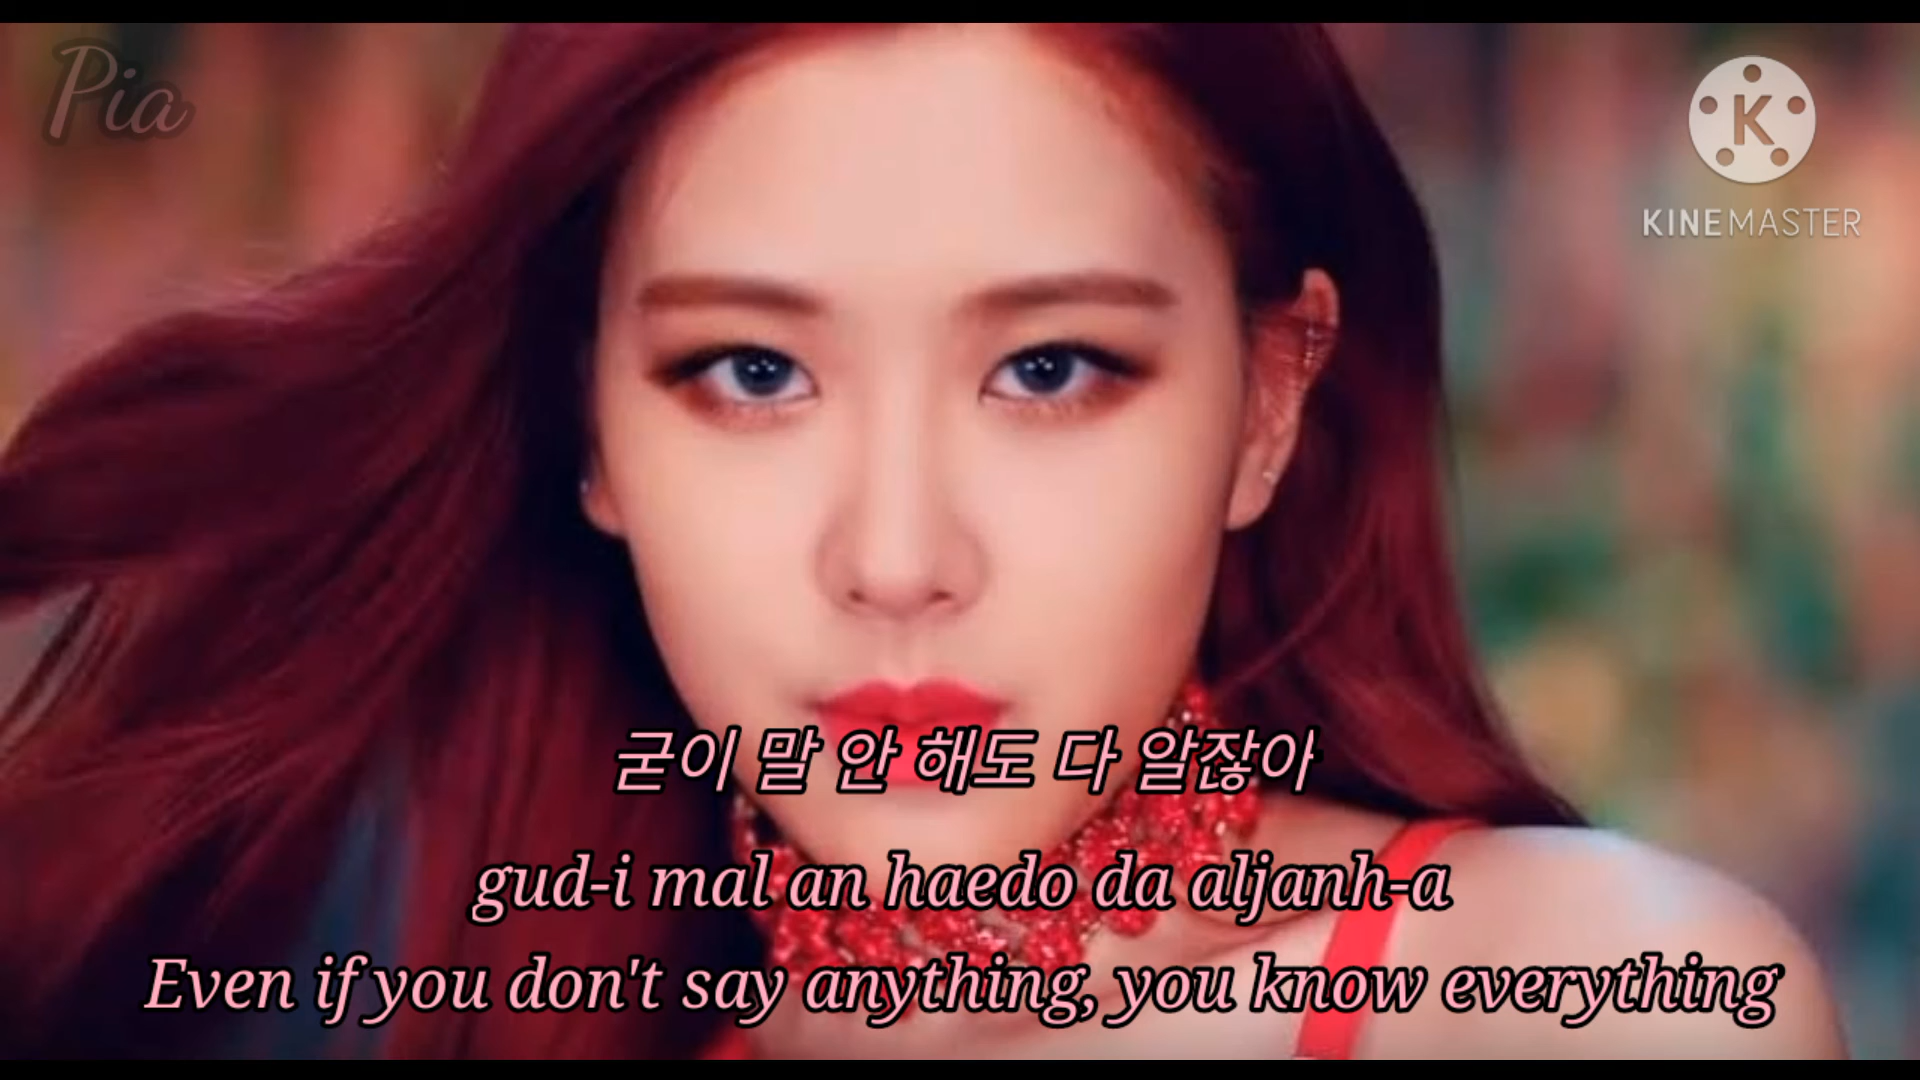 Pia
K
KINEMASTER
굳이 말 안 해도 다 알잖아
gud-i mal an haedo da aljanh-a
Even if you don't say anything, you know everything